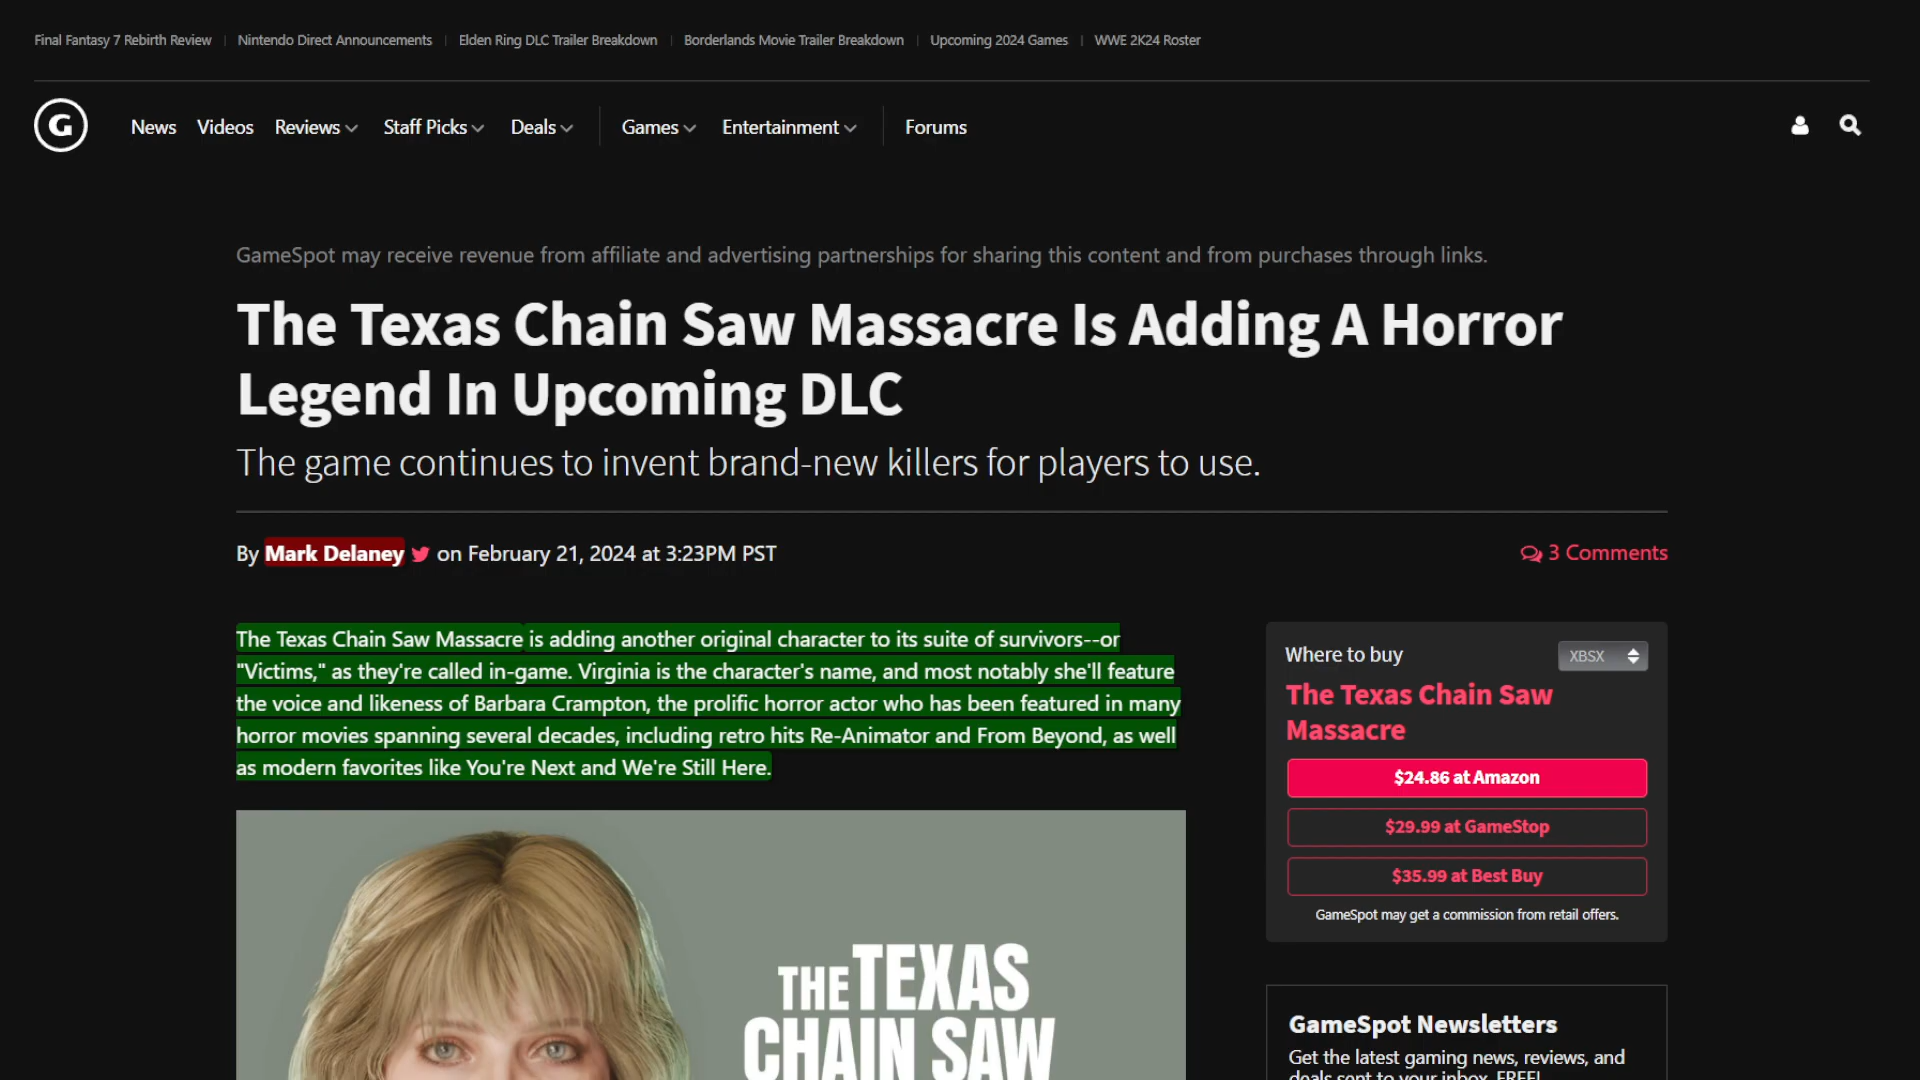 Final Fantasy 7 Rebirth Review | Nintendo Direct Announcements | Elden Ring DLC Trailer Breakdown | Borderlands Movie Trailer Breakdown | Upcoming 2024 Games | WWE 2K24 Roster
G News Videos Reviews Staff Picks Deals Games Entertainment Forums
GameSpot may receive revenue from affiliate and advertising partnerships for sharing this content and from purchases through links.
The Texas Chain Saw Massacre Is Adding A Horror
Legend In Upcoming DLC
The game continues to invent brand-new killers for players to use.
By Mark Delaney on February 21, 2024 at 3:23PM PST
3 Comments
The Texas Chain Saw Massacre is adding another original character to its suite of survivors--or
"Victims," as they're called in-game. Virginia is the character's name, and most notably she'll feature
the voice and likeness of Barbara Crampton, the prolific horror actor who has been featured in many
horror movies spanning several decades, including retro hits Re-Animator and From Beyond, as well
as modern favorites like You're Next and We're Still Here.
THE TEXAS
CHAIN SAW
Where to buy
XBSX
The Texas Chain Saw
Massacre
$24.86 at Amazon
$29.99 at GameStop
$35.99 at Best Buy
GameSpot may get a commission from retail offers.
GameSpot Newsletters
Get the latest gaming news, reviews, and
deals sent to your inbox. FREE!